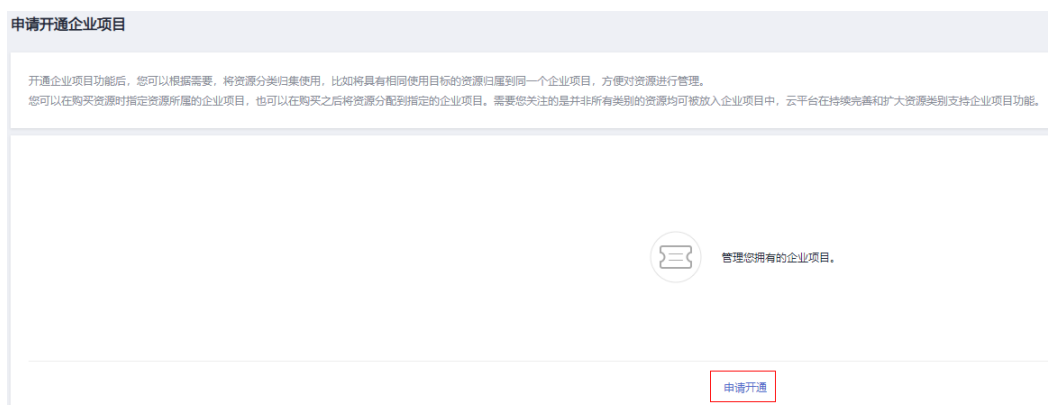 申请开通企业项目
开通企业项目功能后，您可以根据需要，将资源分类归集使用，比如将具有相同使用目标的资源归属到同一个企业项目，方便对资源进行管理。
您可以在购买资源时指定资源所属的企业项目，也可以在购买之后将资源分配到指定的企业项目。需要您关注的是并非所有类别的资源均可被放入企业项目中，云平台在持续完善和扩大资源类别支持企业项目功能。
管理您拥有的企业项目。
申请开通